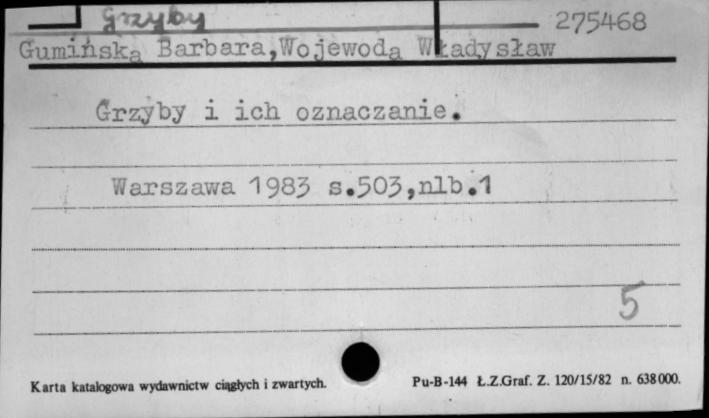 Grzyby 275468
Gumińska Barbara,Wojewoda Władysław
Grzyby i ich oznaczanie.
Warszawa 1983 s.503,nlb.1
5
Karta katalogowa wydawnictw ciągłych i zwartych. Pu-B-144 Ł.Z.Graf. Z. 120/15/82 n. 638000.